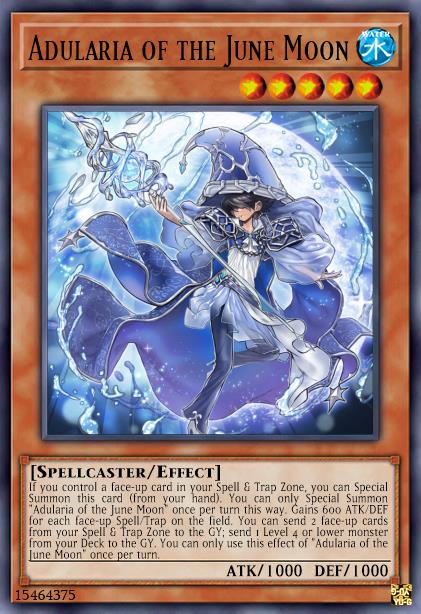 Adularia of the June Moon
WATER
水
[Spellcaster/Effect]
If you control a face-up card in your Spell & Trap Zone, you can Special
Summon this card (from your hand). You can only Special Summon
"Adularia of the June Moon" once per turn this way. Gains 600 ATK/DEF
for each face-up Spell/Trap on the field. You can send 2 face-up cards
from your Spell & Trap Zone to the GY; send 1 Level 4 or lower monster
from your Deck to the GY. You can only use this effect of "Adularia of the
June Moon" once per turn.
ATK/1000 DEF/1000
15464375